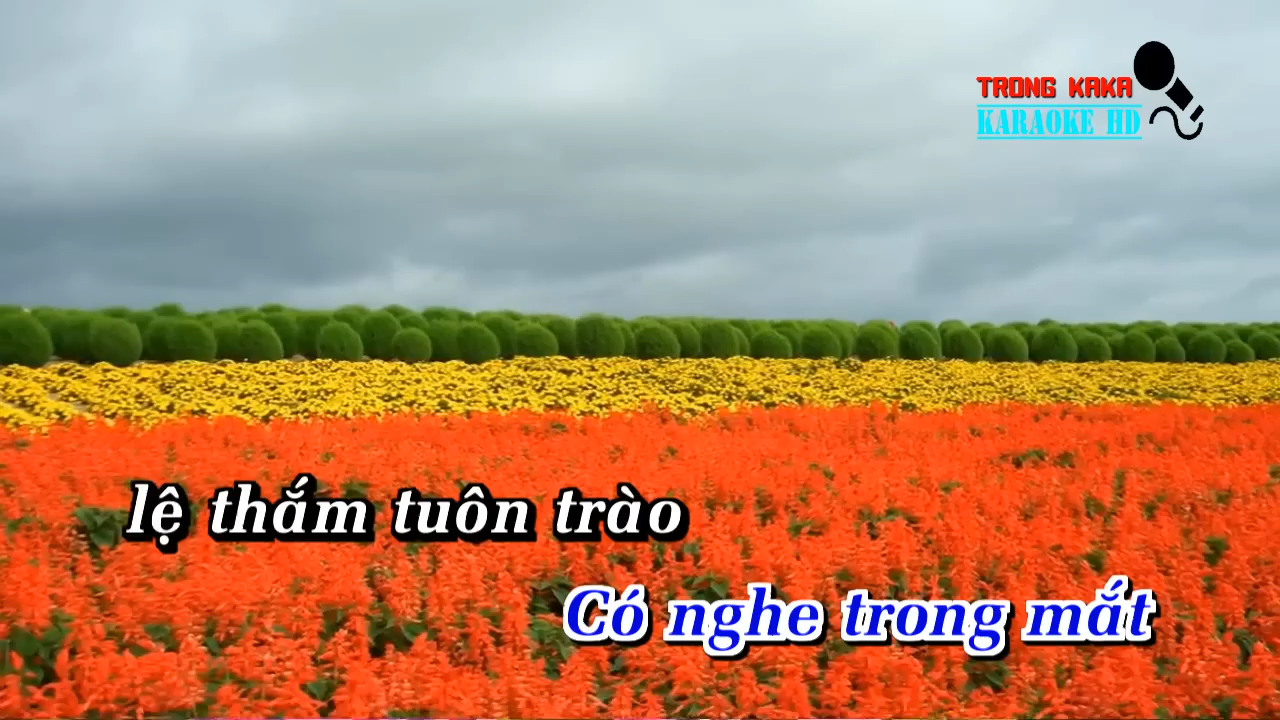 TRONG KAKA
KARAOKE HD
lệ thắm tuôn trào
Có nghe trong mắt